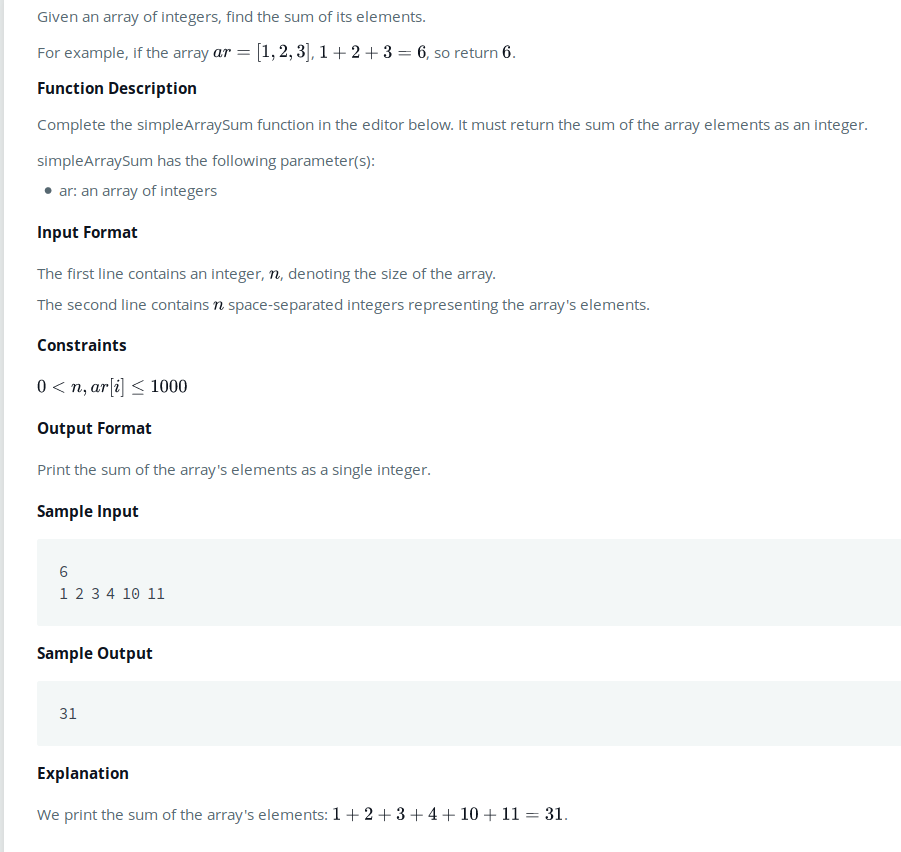 Given an array of integers, find the sum of its elements.
For example, if the array ar = [1, 2, 3], 1 + 2 + 3 = 6, so return 6.
Function Description
Complete the simpleArraySum function in the editor below. It must return the sum of the array elements as an integer.
simpleArraySum has the following parameter(s):
• ar: an array of integers
Input Format
The first line contains an integer, n, denoting the size of the array.
The second line contains n space-separated integers representing the array's elements.
Constraints
0 < n, ar[i] ≤ 1000
Output Format
Print the sum of the array's elements as a single integer.
Sample Input
6
1 2 3 4 10 11
Sample Output
31
Explanation
We print the sum of the array's elements: 1 + 2 + 3 + 4 + 10 + 11 = 31.